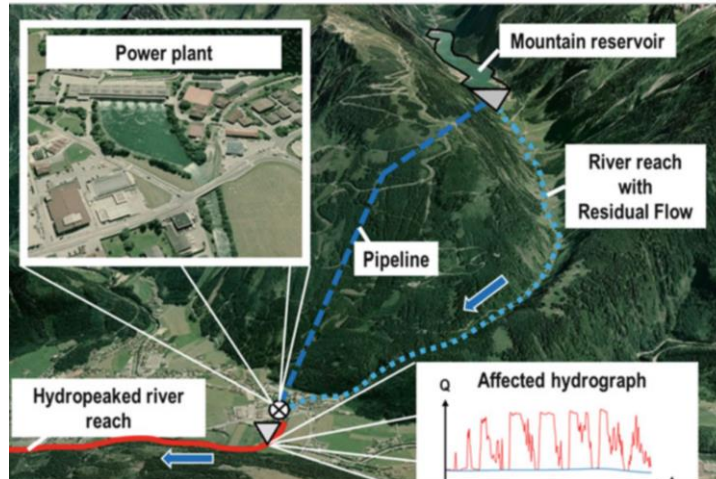 Power plant
Mountain reservoir
River reach
with
Residual Flow
Pipeline
Hydropeaked river
reach
Affected hydrograph
Q